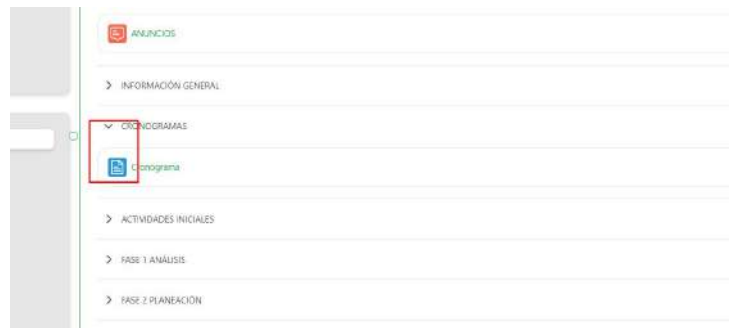 ANUNCIOS
INFORMACIÓN GENERAL
CRONOGRAMAS
Cronograma
ACTIVIDADES INICIALES
FASE 1 ANÁLISIS
FASE 2 PLANEACIÓN